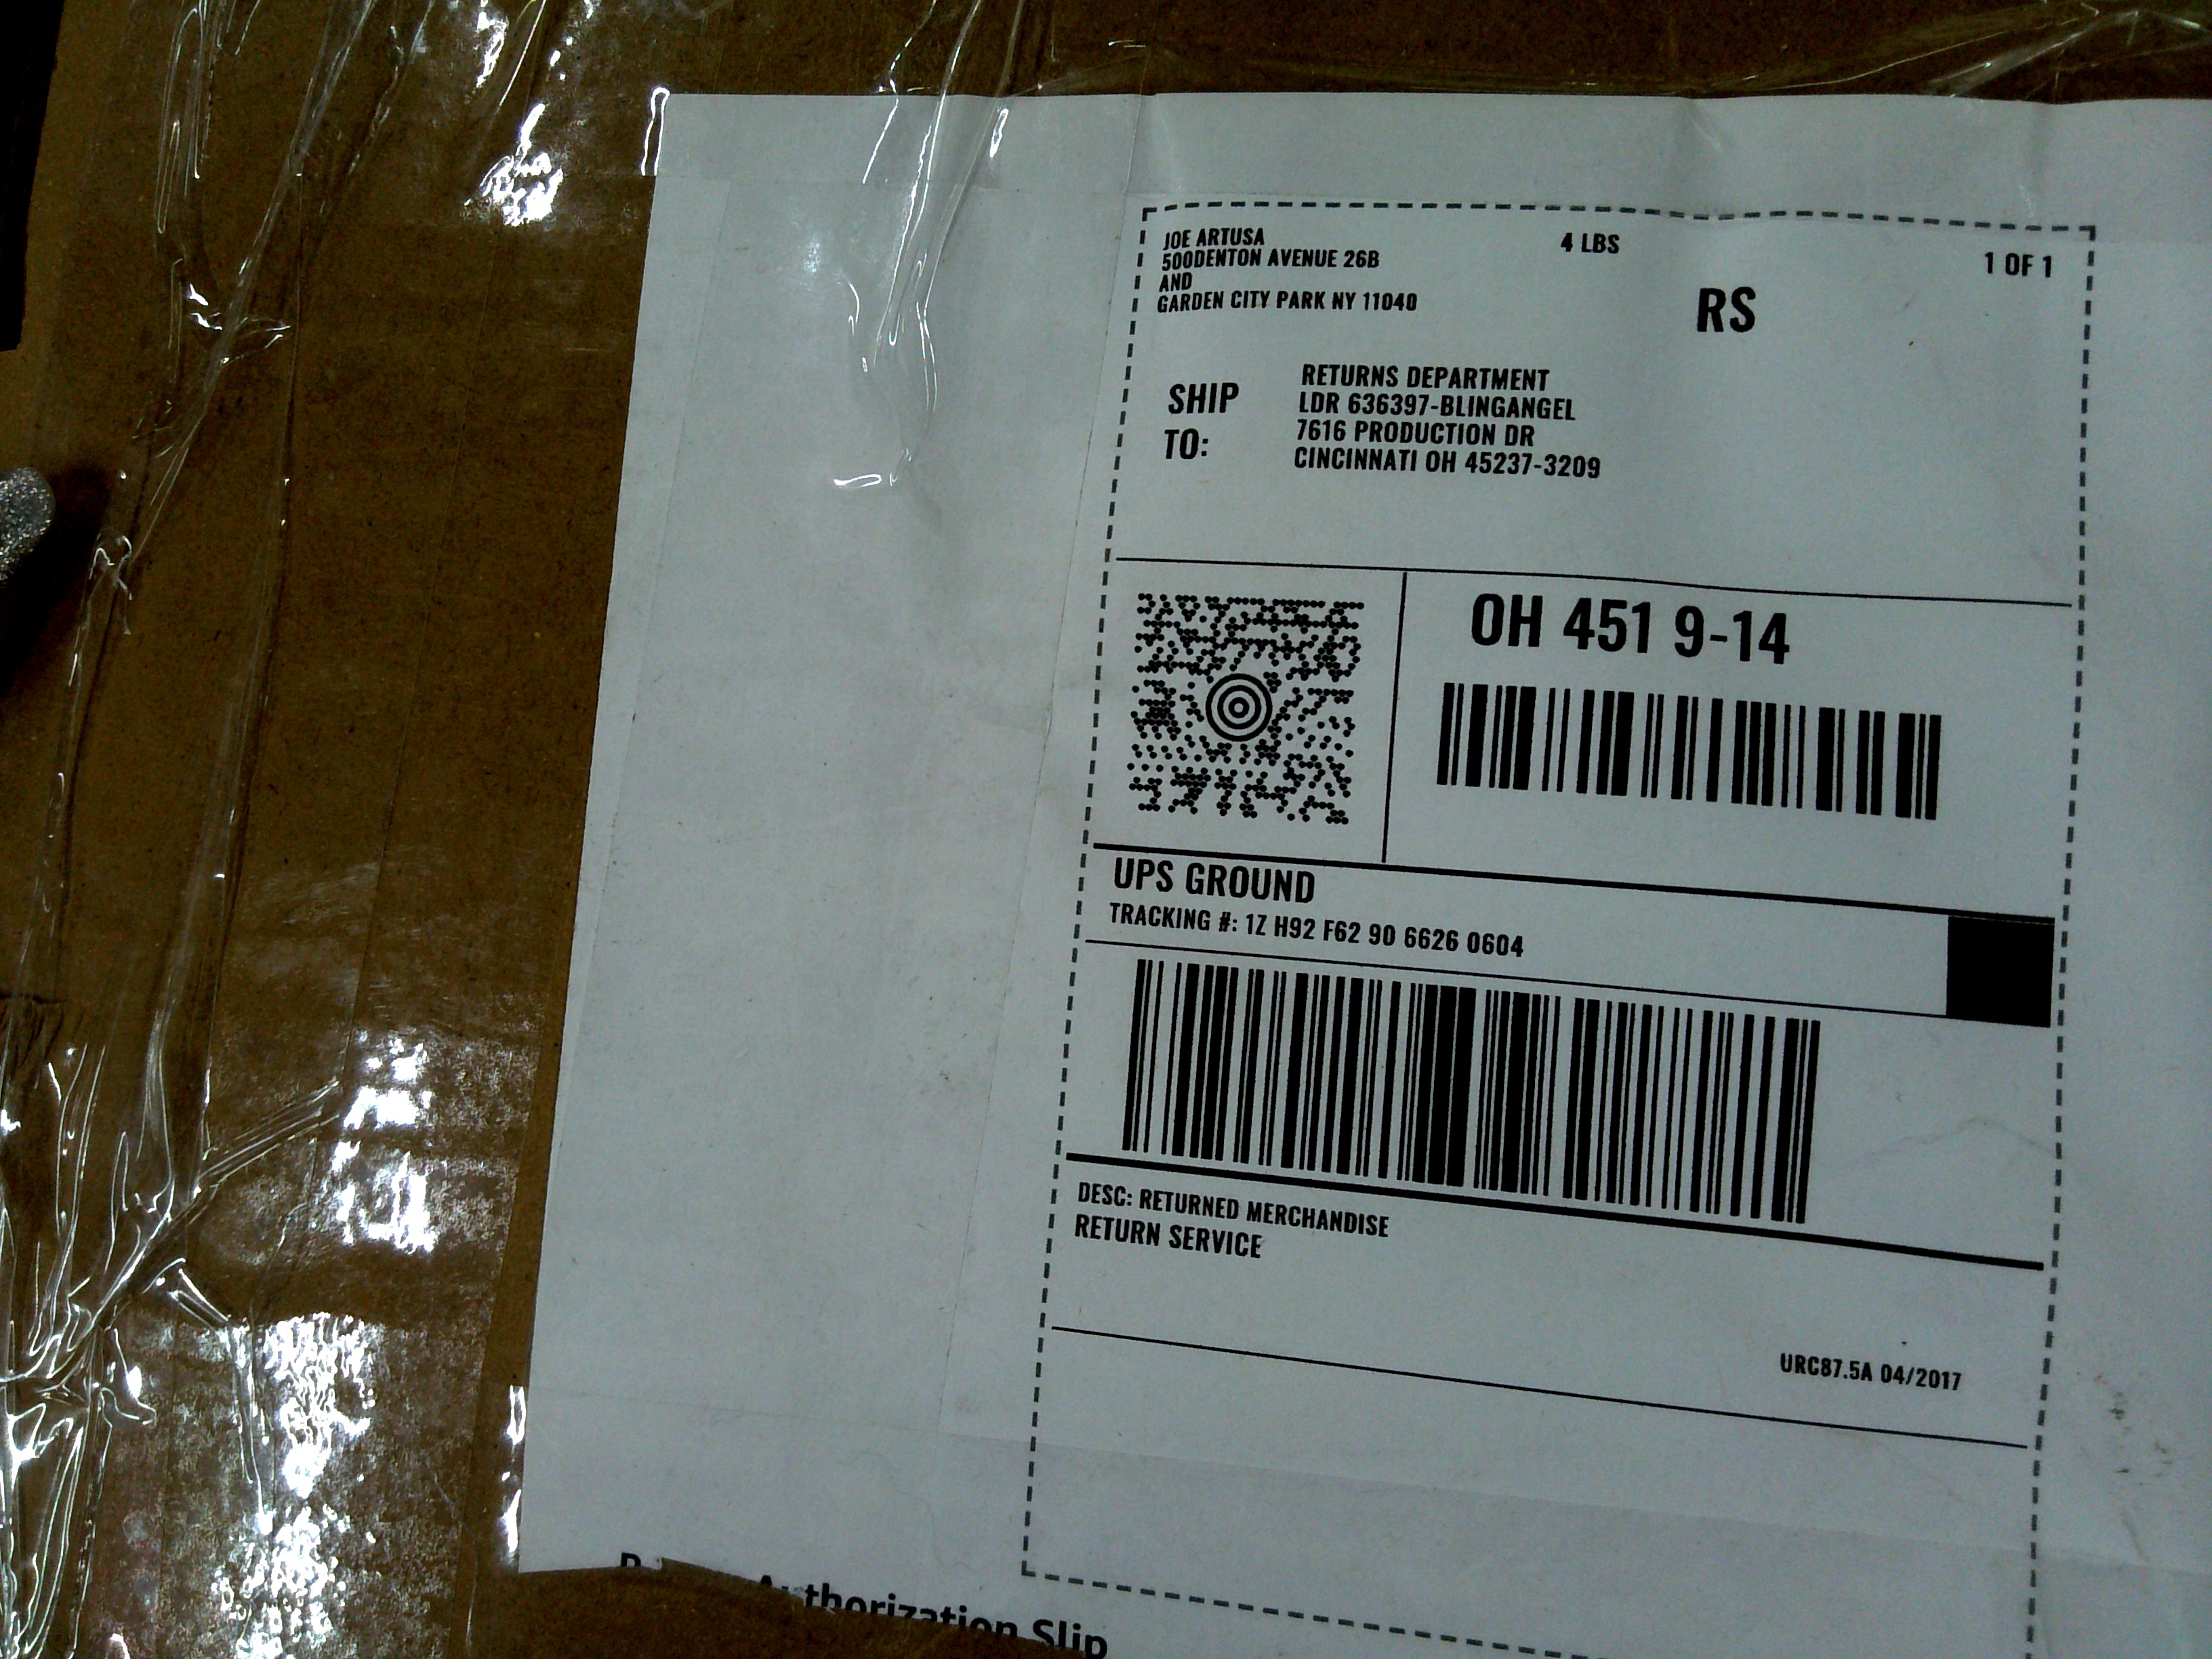 JOE ARTUSA
500DENTON AVENUE 26B
AND
GARDEN CITY PARK NY 11040
4 LBS
1 OF 1
RS
SHIP TO:
RETURNS DEPARTMENT
LDR 636397-BLINGANGEL
7616 PRODUCTION DR
CINCINNATI OH 45237-3209
OH 451 9-14
UPS GROUND
TRACKING #: 1Z H92 F62 90 6626 0604
DESC: RETURNED MERCHANDISE
RETURN SERVICE
URC87.5A 04/2017
Authorization Slip